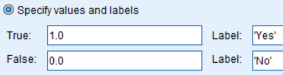 Specify values and labels
True: 1.0 Label: 'Yes'
False: 0.0 Label: 'No'